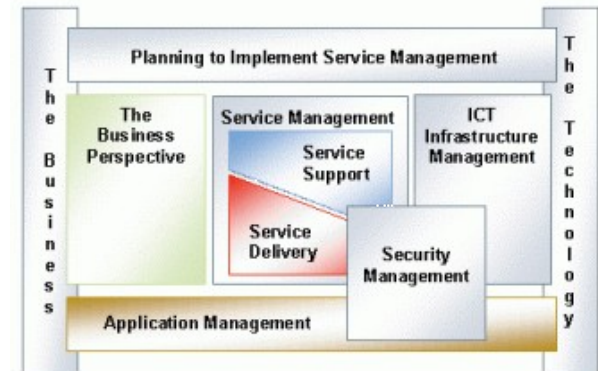 Planning to Implement Service Management
The Business
The
Business
Perspective
Service Management
Service
Support
Service
Delivery
ICT
Infrastructure
Management
Security
Management
Application Management
The Technology